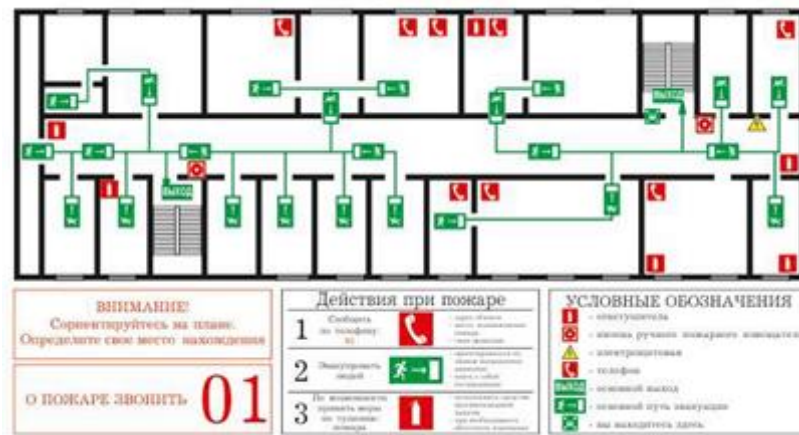 ВЫХОД
ВЫХОД
ВНИМАНИЕ!
Сориентируйтесь на плане.
Определите свое место нахождения
О ПОЖАРЕ ЗВОНИТЬ 01
Действия при пожаре
1 Сообщить
по телефону:
01
2 Эвакуировать
людей
3 По возможности
принять меры
по тушению
пожара
УСЛОВНЫЕ ОБОЗНАЧЕНИЯ
- огнетушитель
- кнопка ручного пожарного извещателя
- электрощитовая
- телефон
ВЫХОД - основной выход
- основной путь эвакуации
- вы находитесь здесь